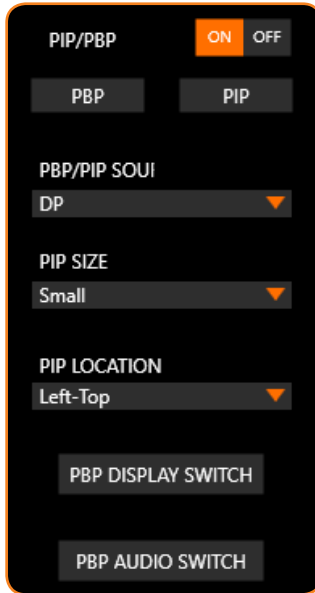 PIP/PBP ON OFF
PBP PIP
PBP/PIP SOUI
DP
PIP SIZE
Small
PIP LOCATION
Left-Top
PBP DISPLAY SWITCH
PBP AUDIO SWITCH